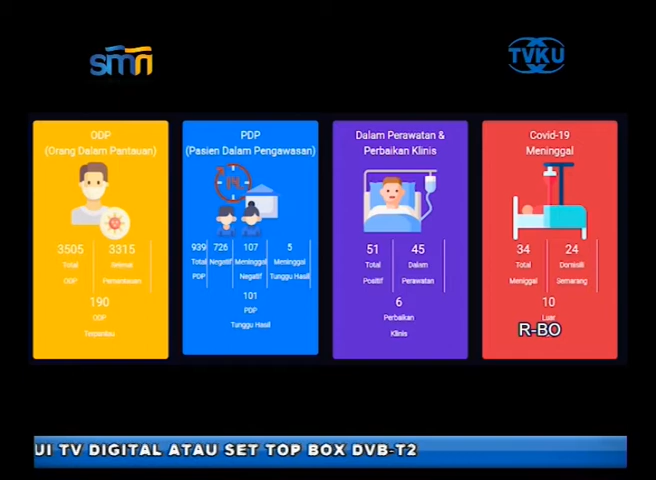 smn
TVKU
ODP
(Orang Dalam Pantauan)
3505
Total
ODP
3315
Selesai
Pemantauan
190
ODP
Terpantau
PDP
(Pasien Dalam Pengawasan)
14
939
Total
PDP
726
Negatif
107
Meninggal
Negatif
5
Meninggal
Tunggu Hasil
101
PDP
Tunggu Hasil
Dalam Perawatan &
Perbaikan Klinis
51
Total
Positif
45
Dalam
Perawatan
6
Perbaikan
Klinis
Covid-19
Meninggal
34
Total
Meniggal
24
Domisili
Semarang
10
Luar
R-BO
UI TV DIGITAL ATAU SET TOP BOX DVB-T2